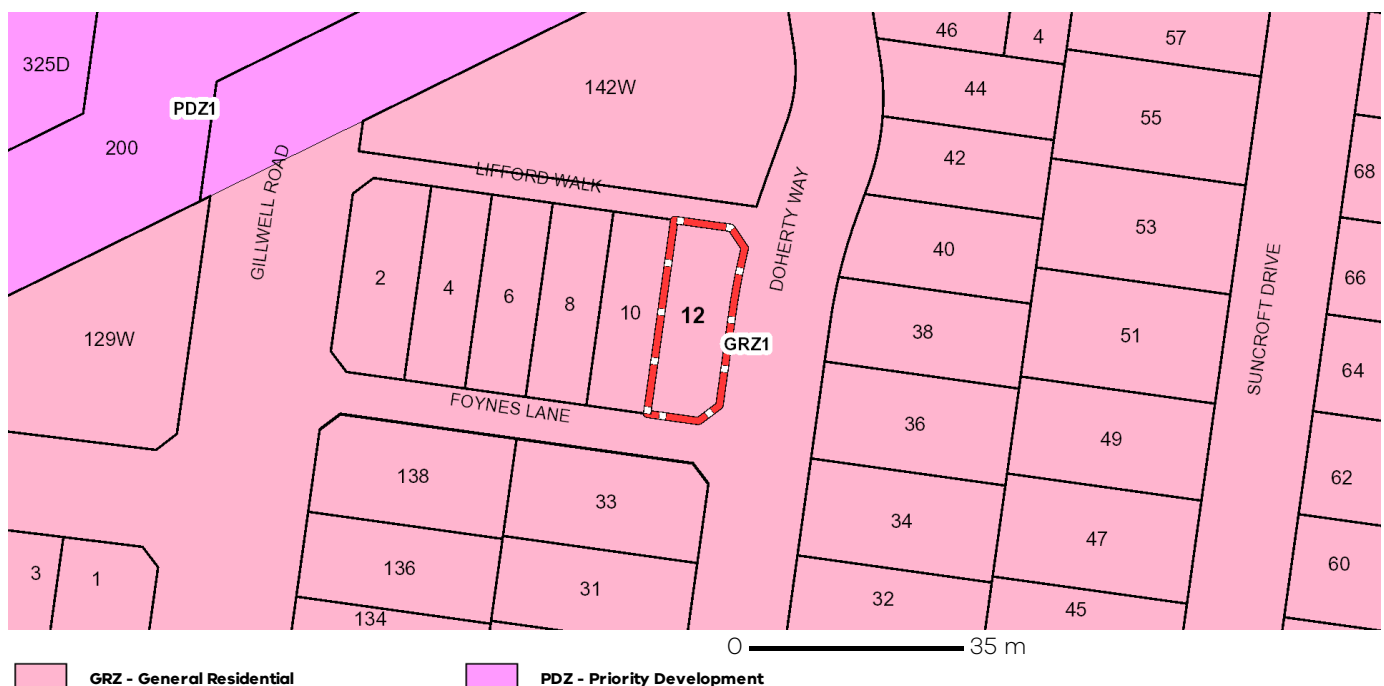 46
4
57
325D
142W
44
55
PDZ1
200
42
68
LIFFORD WALK
GILLWELL ROAD
DOHERTY WAY
53
40
2
4
6
8
10
12
66
SUNCROFT DRIVE
129W
38
51
GRZ1
64
FOYNES LANE
36
49
138
33
62
34
47
136
31
3
1
60
32
45
134
0 35 m
GRZ - General Residential
PDZ - Priority Development